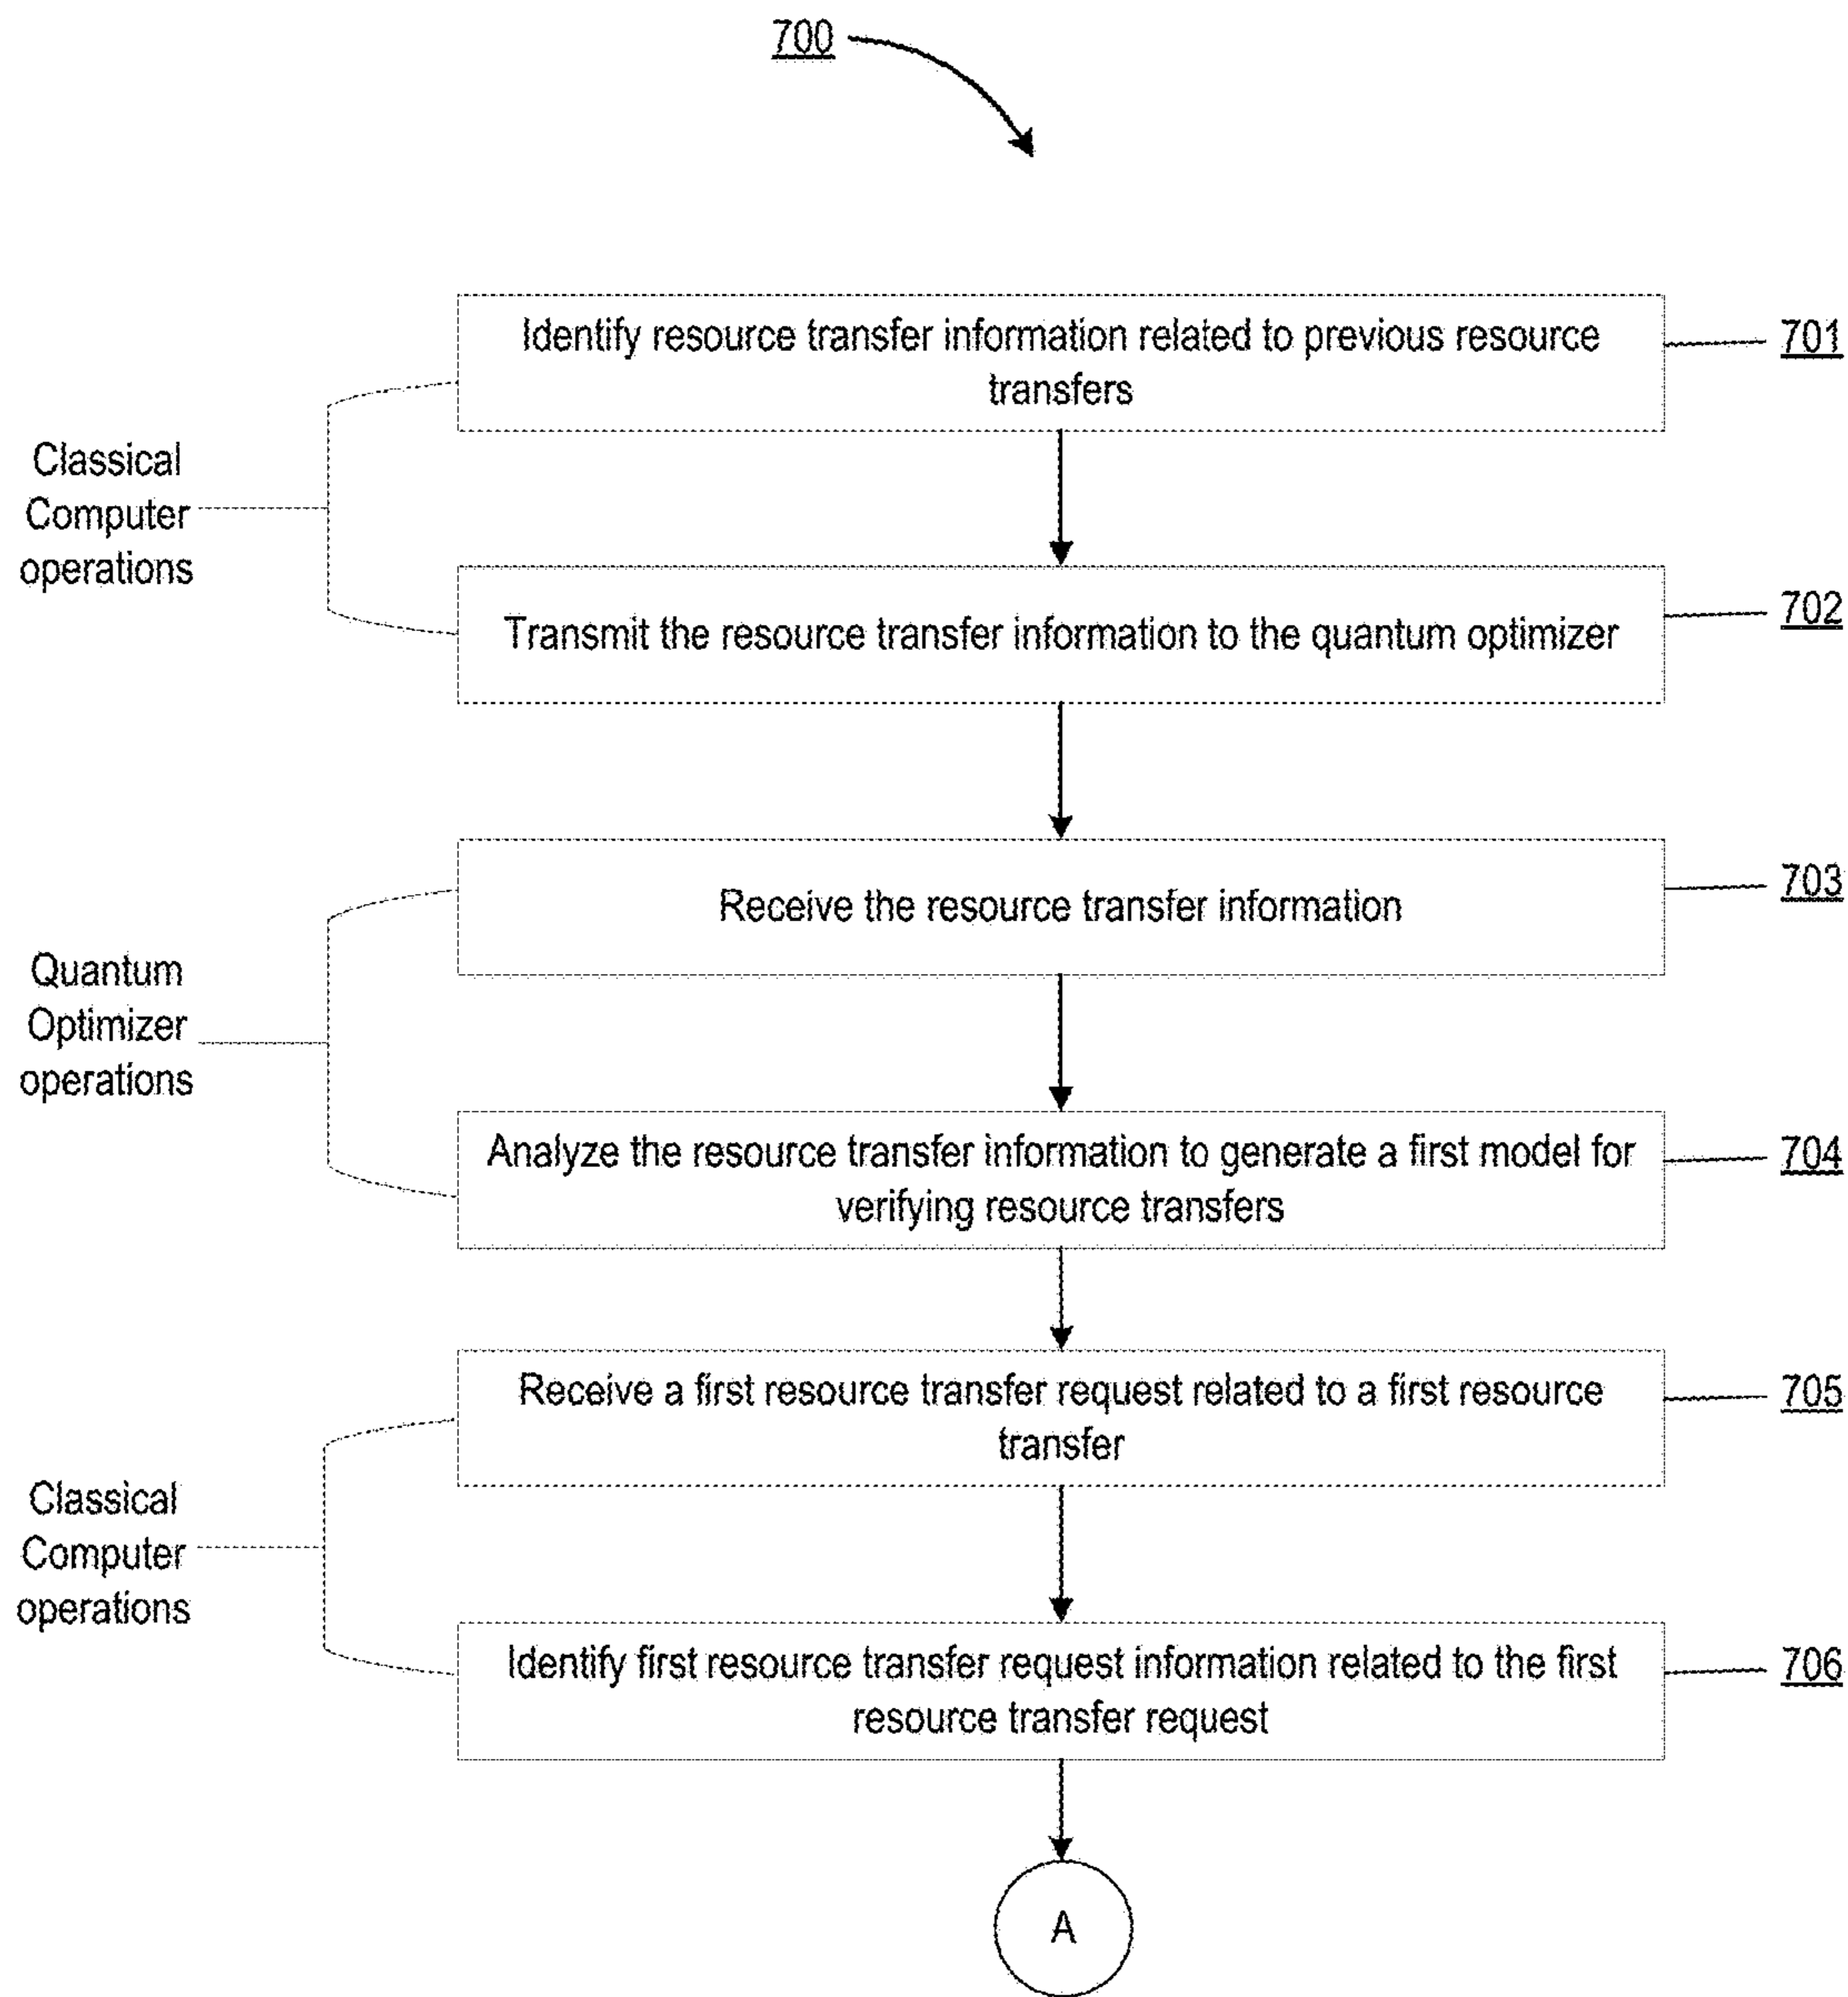 700
Identify resource transfer information related to previous resource
transfers
701
Classical
Computer
operations
Transmit the resource transfer information to the quantum optimizer
702
Receive the resource transfer information
703
Quantum
Optimizer
operations
Analyze the resource transfer information to generate a first model for
verifying resource transfers
704
Receive a first resource transfer request related to a first resource
transfer
705
Classical
Computer
operations
Identify first resource transfer request information related to the first
resource transfer request
706
A